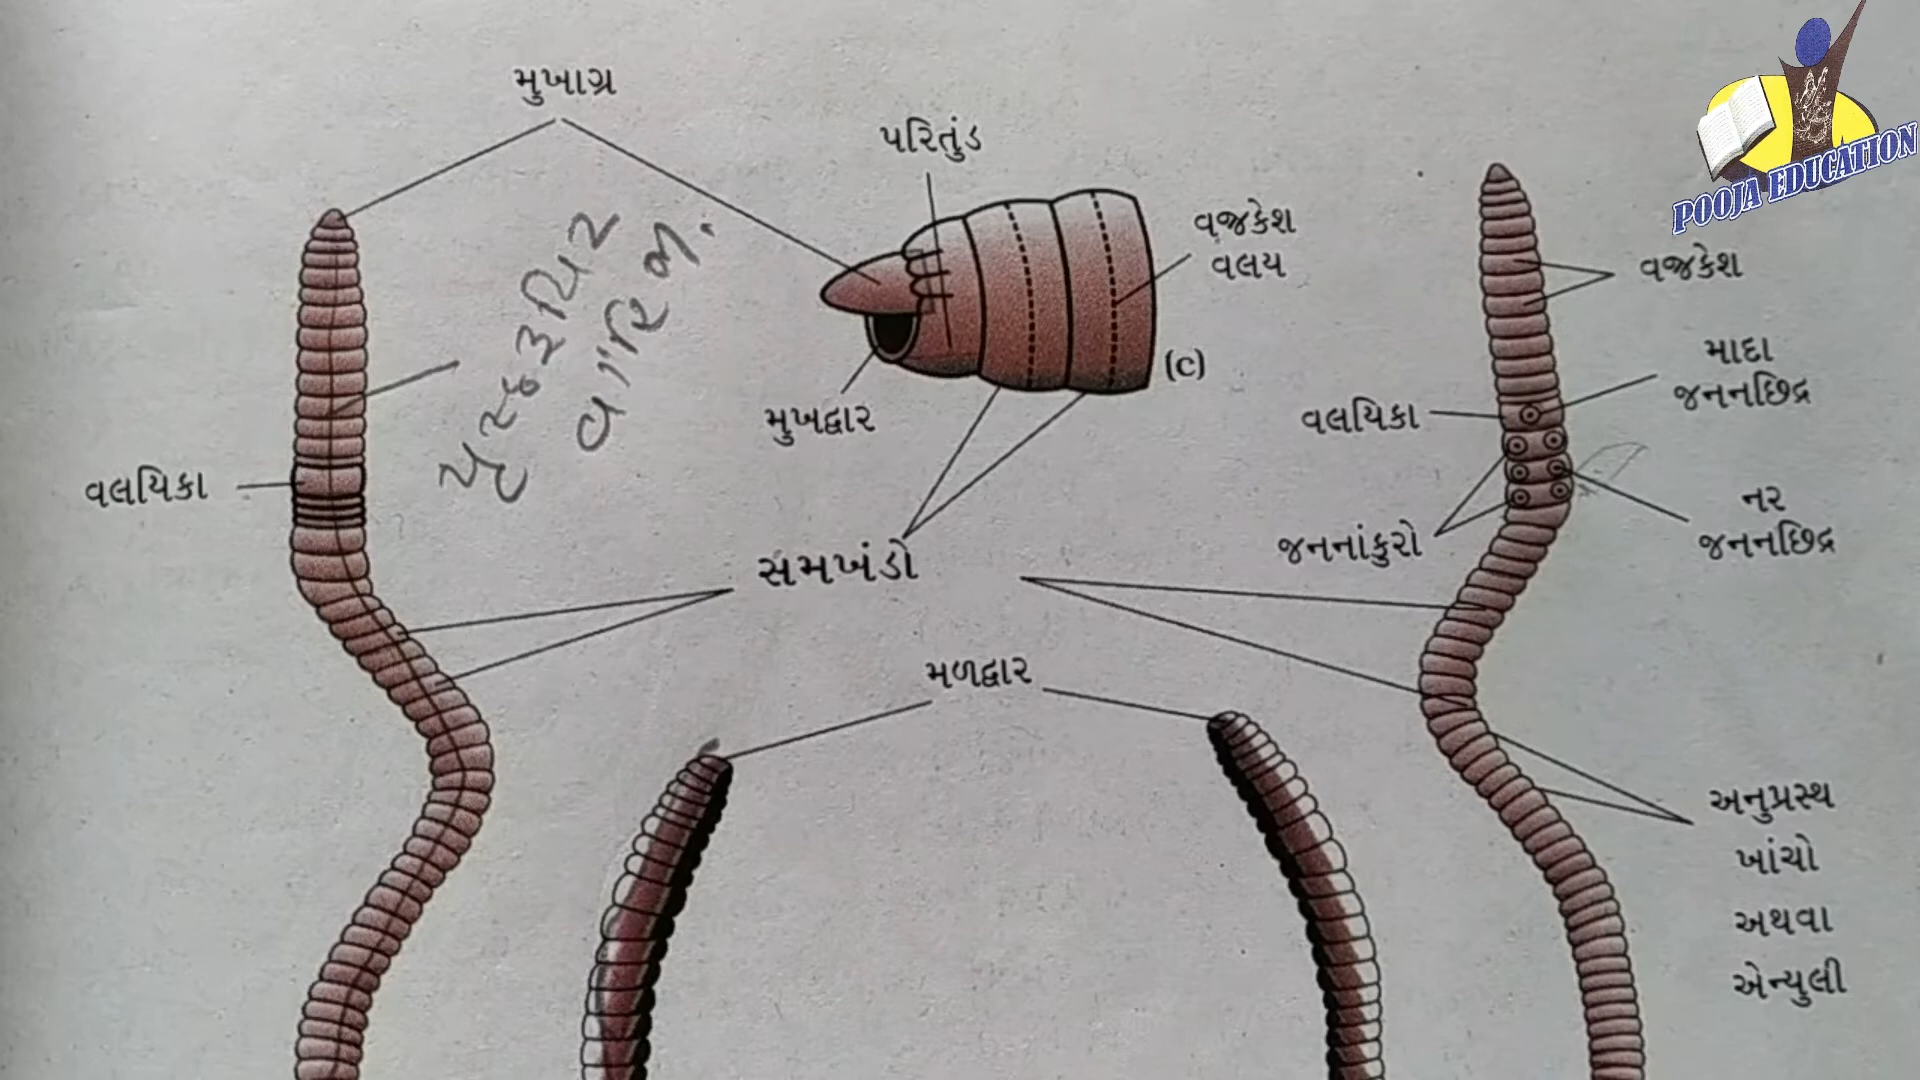 મુખાગ્ર
પરિતુંડ
વજ્રકેશ
વલય
(c)
મુખદ્વાર
વલયિકા
સમખંડો
મળદ્વાર
વજ્રકેશ
માદા
જનનછિદ્ર
વલયિકા
જનનાંકુરો
નર
જનનછિદ્ર
અનુપ્રસ્થ
ખાંચો
અથવા
એન્યુલી
POOJA EDUCATION